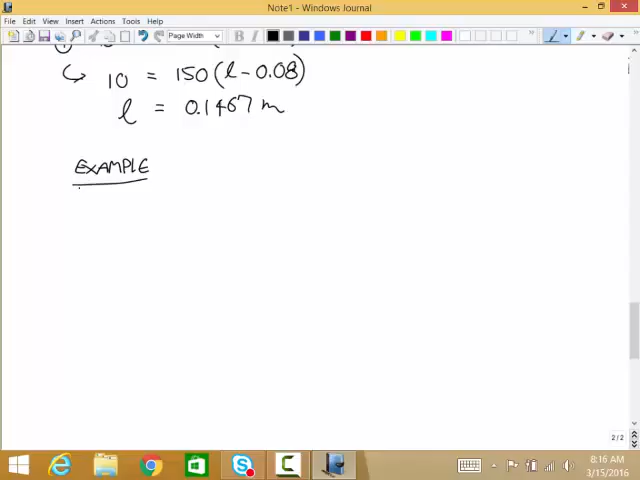 Note1 - Windows Journal
File Edit View Insert Actions Tools Help
Page Width
B I
↳ 10 = 150(l - 0.08)
l = 0.1467 m
EXAMPLE
2/2
8:16 AM
3/15/2016